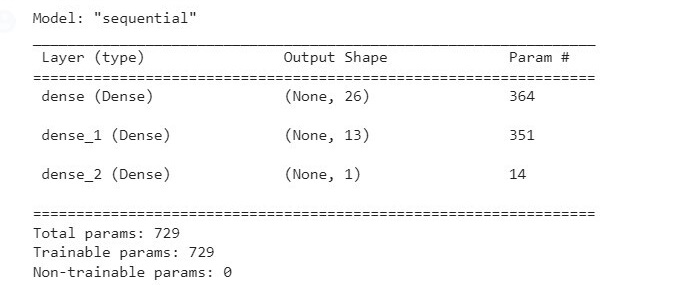 Model: "sequential"
_________________________________________________________________
Layer (type) Output Shape Param #
=================================================================
dense (Dense) (None, 26) 364
dense_1 (Dense) (None, 13) 351
dense_2 (Dense) (None, 1) 14
=================================================================
Total params: 729
Trainable params: 729
Non-trainable params: 0